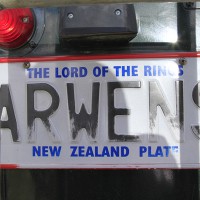 THE LORD OF THE RINGS
ARWENS
NEW ZEALAND PLATE